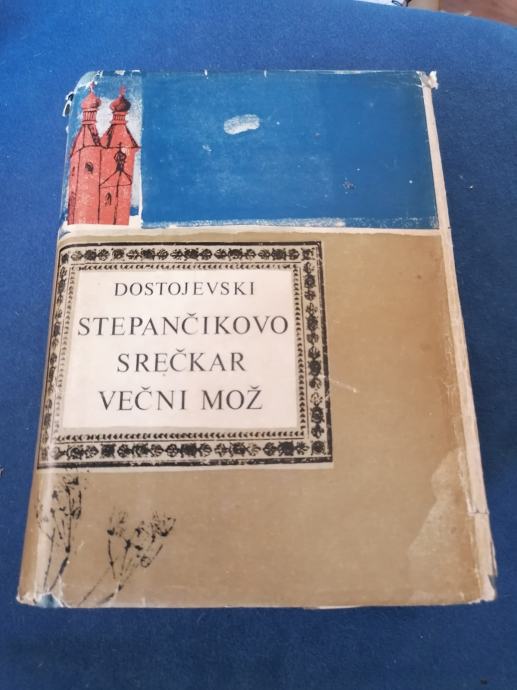 DOSTOJEVSKI
STEPANČIKOVO
SREČKAR
VEČNI MOŽ